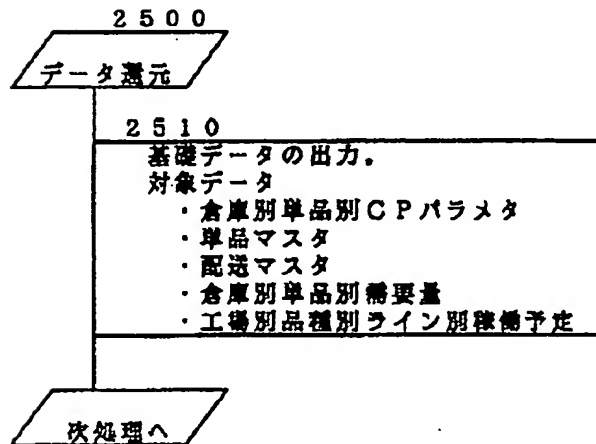 2500
データ還元
2510
基礎データの出力。
対象データ
・倉庫別単品別CPパラメタ
・単品マスタ
・配送マスタ
・倉庫別単品別需要量
・工場別品種別ライン別稼働予定
次処理へ